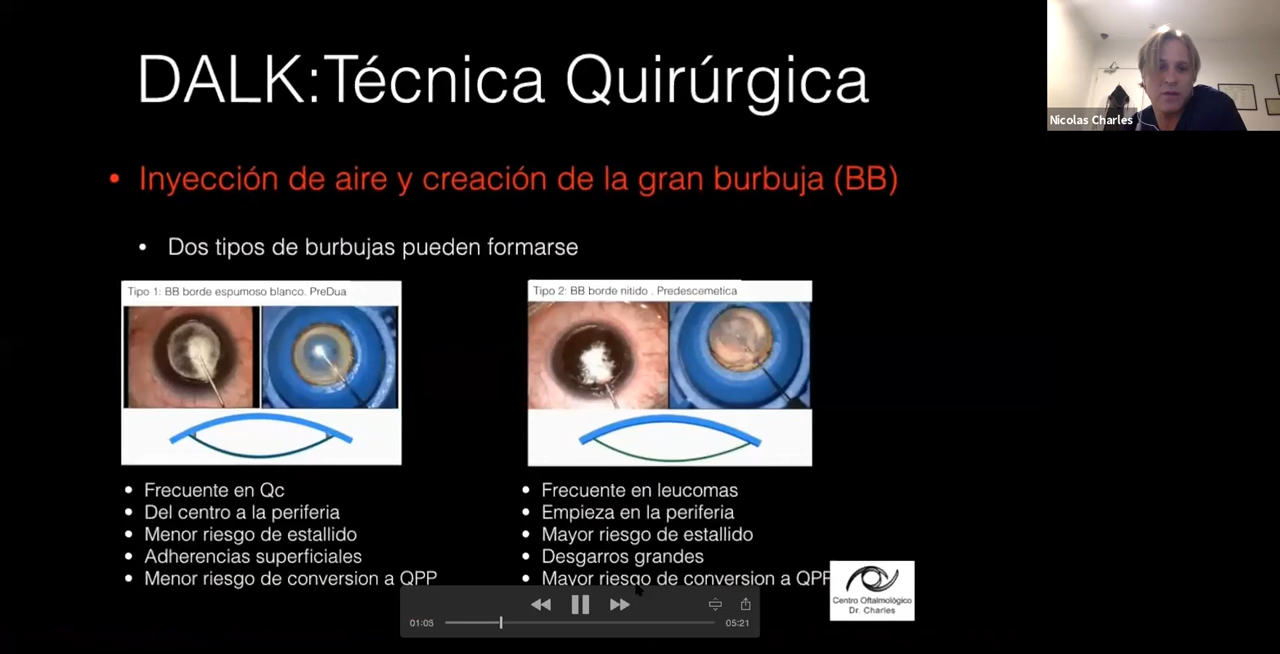 DALK:Técnica Quirúrgica
Nicolas Charles
• Inyección de aire y creación de la gran burbuja (BB)
• Dos tipos de burbujas pueden formarse
Tipo 1: BB borde espumoso blanco. PreDua
• Frecuente en Qc
• Del centro a la periferia
• Menor riesgo de estallido
• Adherencias superficiales
• Menor riesgo de conversion a QPP
Tipo 2: BB borde nitido . Predescemetica
• Frecuente en leucomas
• Empieza en la periferia
• Mayor riesgo de estallido
• Desgarros grandes
• Mayor riesgo de conversion a QPP
Centro Oftalmológico
Dr. Charles
01:03
05:21